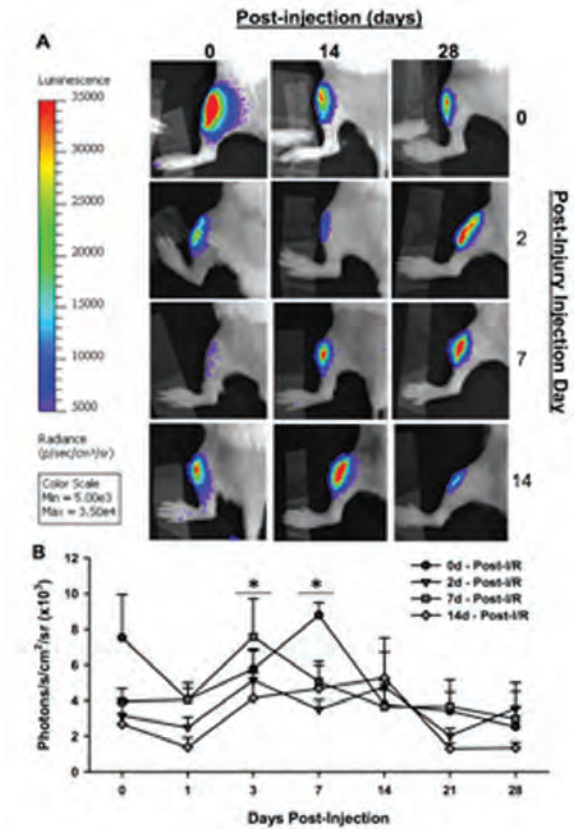 Post-injection (days)
A
0 14 28
Luminescence
35000
30000
25000
20000
15000
10000
5000
Radiance
(p/sec/cm²/sr)
Color Scale
Min = 5.00e3
Max = 3.50e4
0
2
7
14
Post-Injury Injection Day
B
Photons/s/cm²/sr (x10³)
12
10
8
6
4
2
0
* *
0d - Post-I/R
2d - Post-I/R
7d - Post-I/R
14d - Post-I/R
0 1 3 7 14 21 28
Days Post-Injection